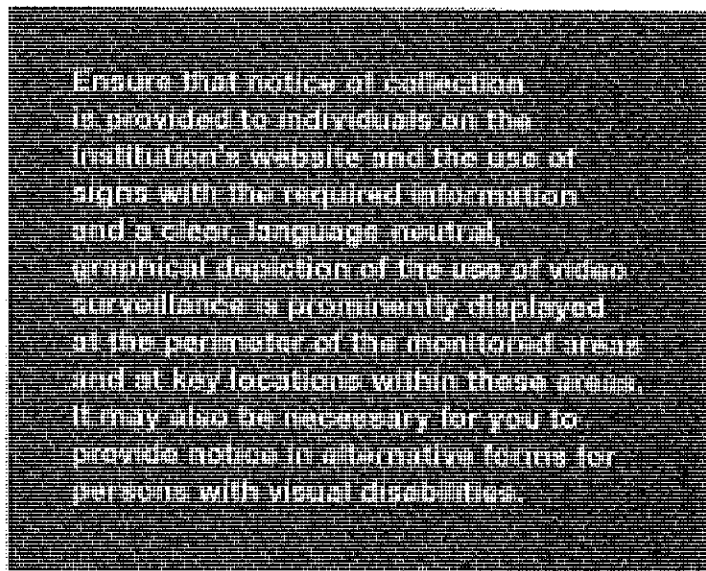 Ensure that notice of collection
is provided to individuals on the
institution's website and the use of
signs with the required information
and a clear, language neutral,
graphical depiction of the use of video
surveillance is prominently displayed
at the perimeter of the monitored areas
and at key locations within these areas.
It may also be necessary for you to
provide notice in alternative forms for
persons with visual disabilities.